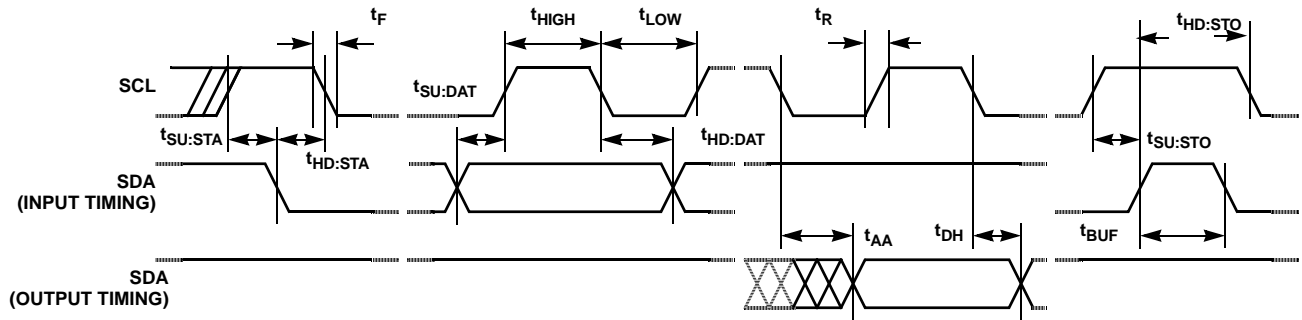 tF
tHIGH
tLOW
tR
tHD:STO
SCL
tSU:DAT
tSU:STA
tHD:STA
tHD:DAT
tSU:STO
SDA
(INPUT TIMING)
tAA
tDH
tBUF
SDA
(OUTPUT TIMING)